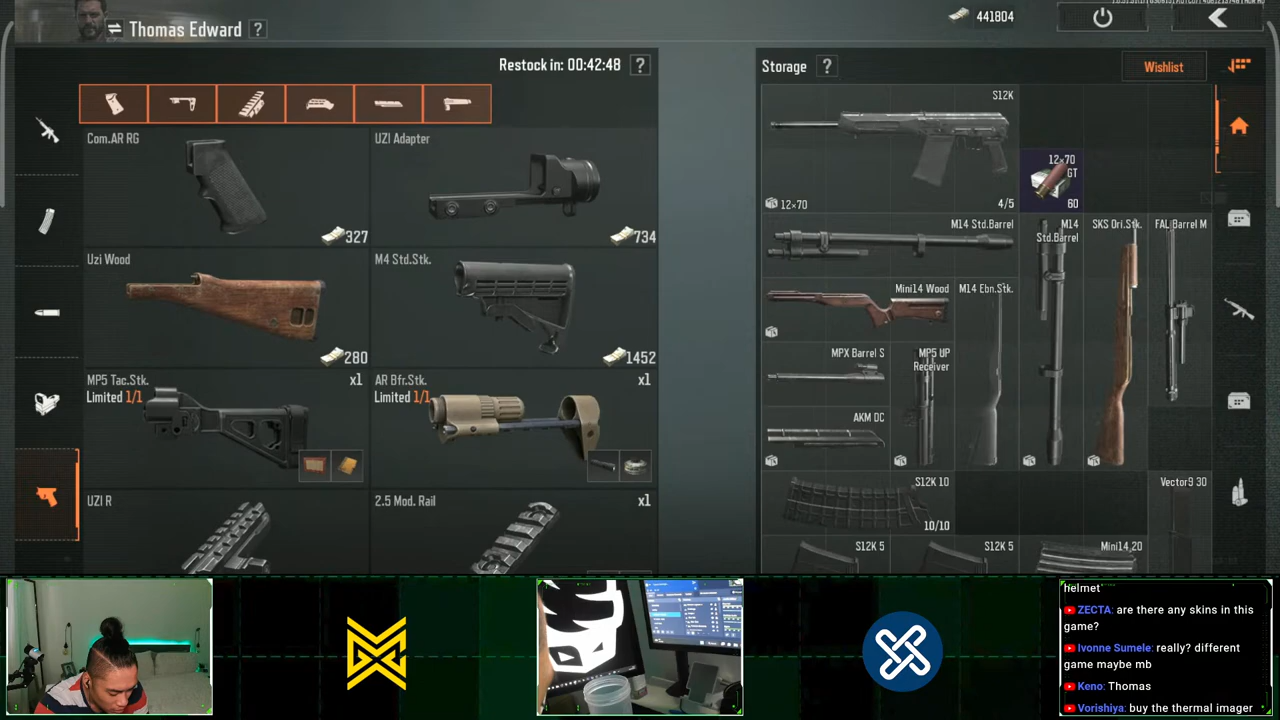 Thomas Edward ?
441804
Restock in: 00:42:48 ?
Storage ?
Wishlist
Com.AR RG
327
UZI Adapter
734
Uzi Wood
280
M4 Std.Stk.
1452
MP5 Tac.Stk.
x1
Limited 1/1
AR Bfr.Stk.
x1
Limited 1/1
UZI R
2.5 Mod. Rail
x1
S12K
12×70
4/5
12×70
GT
60
M14 Std.Barrel
M14
Std.Barrel
SKS Ori.Stk.
FAL Barrel M
Mini14 Wood
M14 Ebn.Stk.
MPX Barrel S
MP5 UP
Receiver
AKM DC
S12K 10
10/10
Vector9 30
S12K 5
S12K 5
Mini14,20
helmet
ZECTA: are there any skins in this
game?
Ivonne Sumele: really? different
game maybe mb
Keno: Thomas
Vorishiya: buy the thermal imager